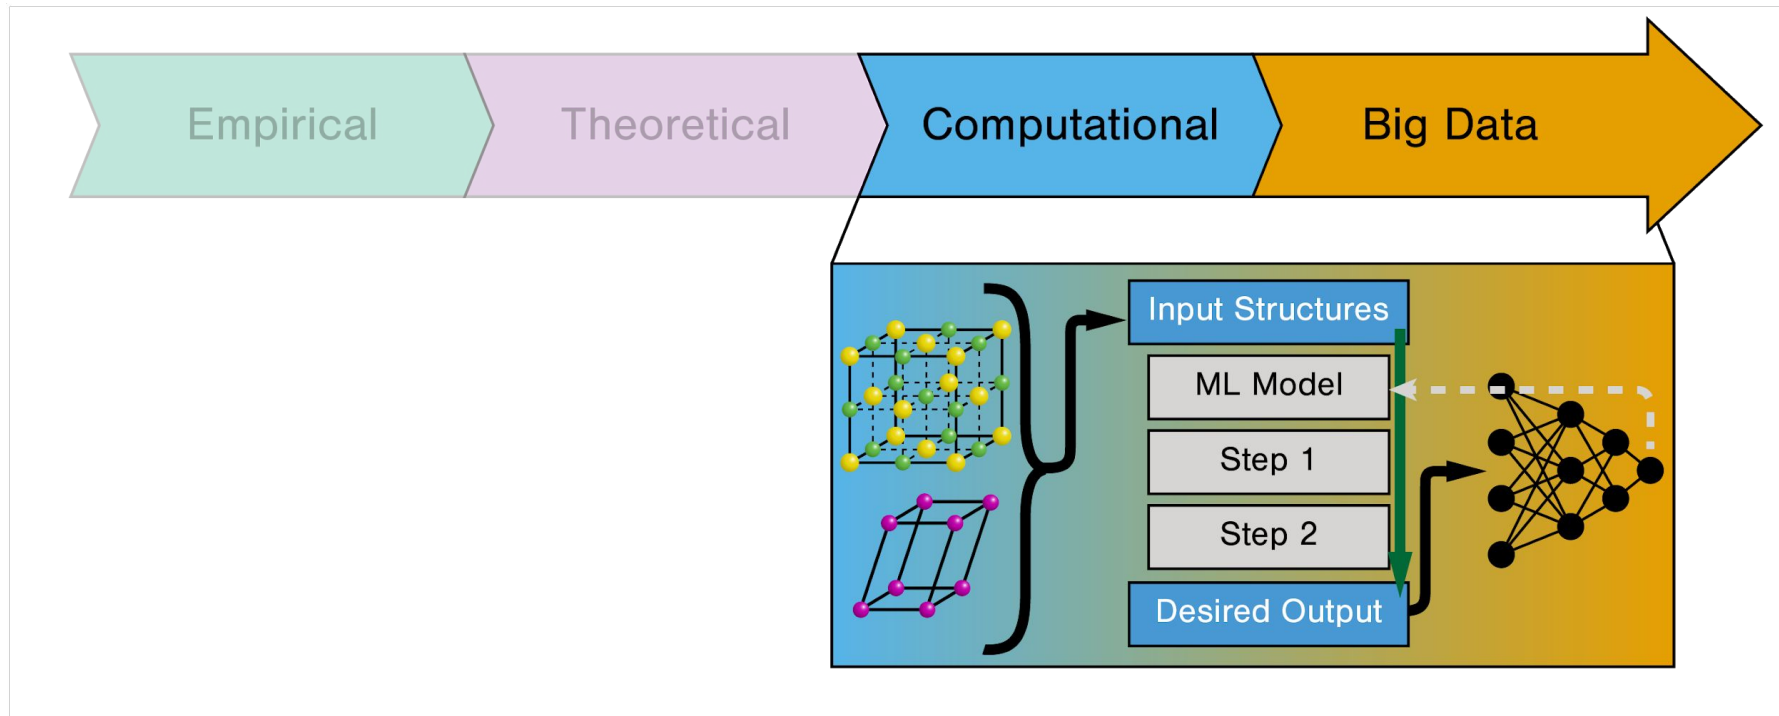 Empirical
Theoretical
Computational
Big Data
Input Structures
ML Model
Step 1
Step 2
Desired Output